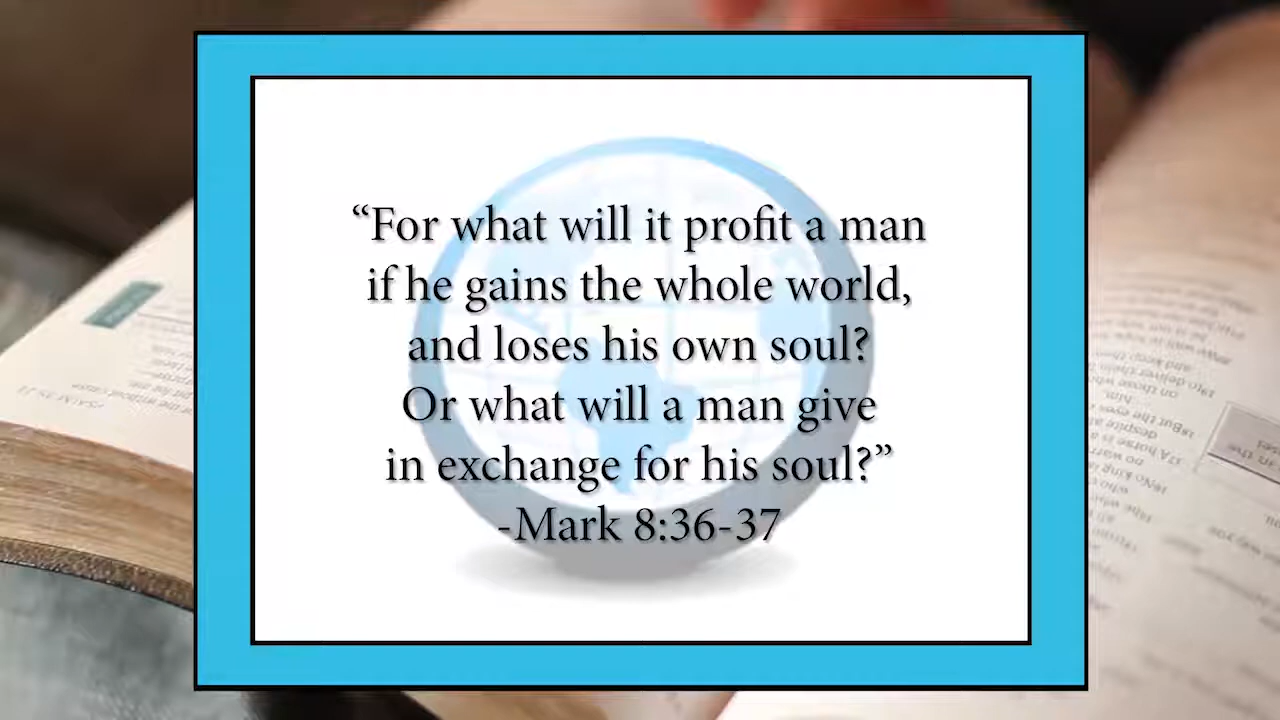 “For what will it profit a man
if he gains the whole world,
and loses his own soul?
Or what will a man give
in exchange for his soul?”
-Mark 8:36-37